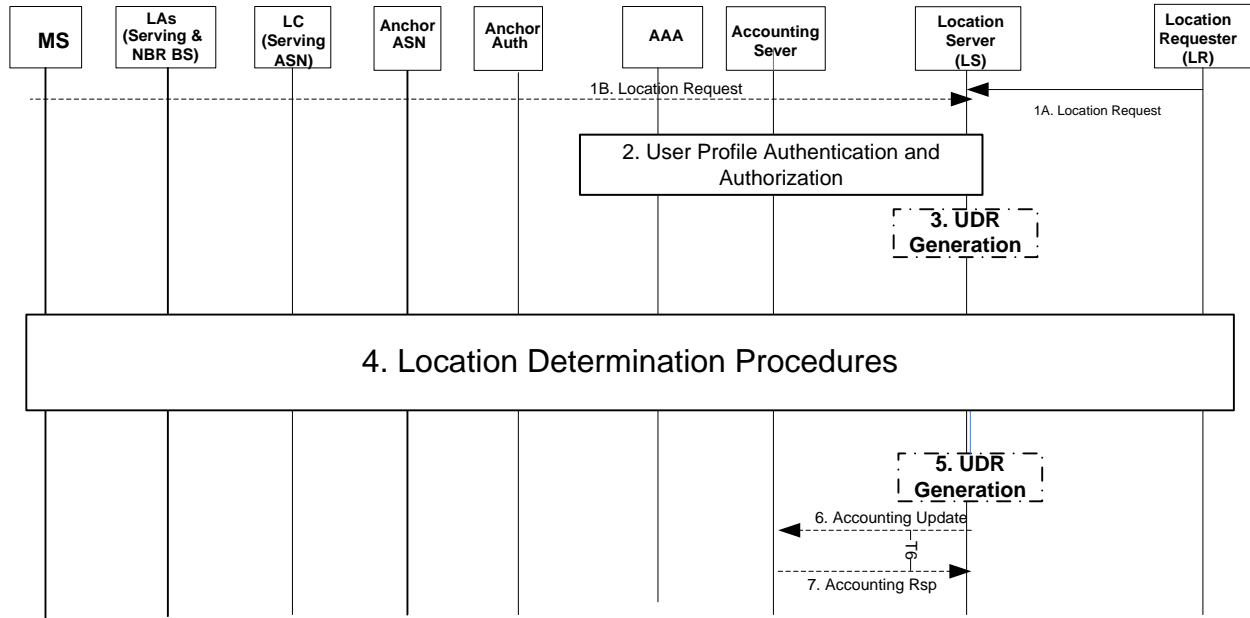 MS
LAs
(Serving &
NBR BS)
LC
(Serving
ASN)
Anchor
ASN
Anchor
Auth
AAA
Accounting
Sever
Location
Server
(LS)
Location
Requester
(LR)
1B. Location Request
1A. Location Request
2. User Profile Authentication and
Authorization
3. UDR
Generation
4. Location Determination Procedures
5. UDR
Generation
6. Accounting Update
T6
7. Accounting Rsp